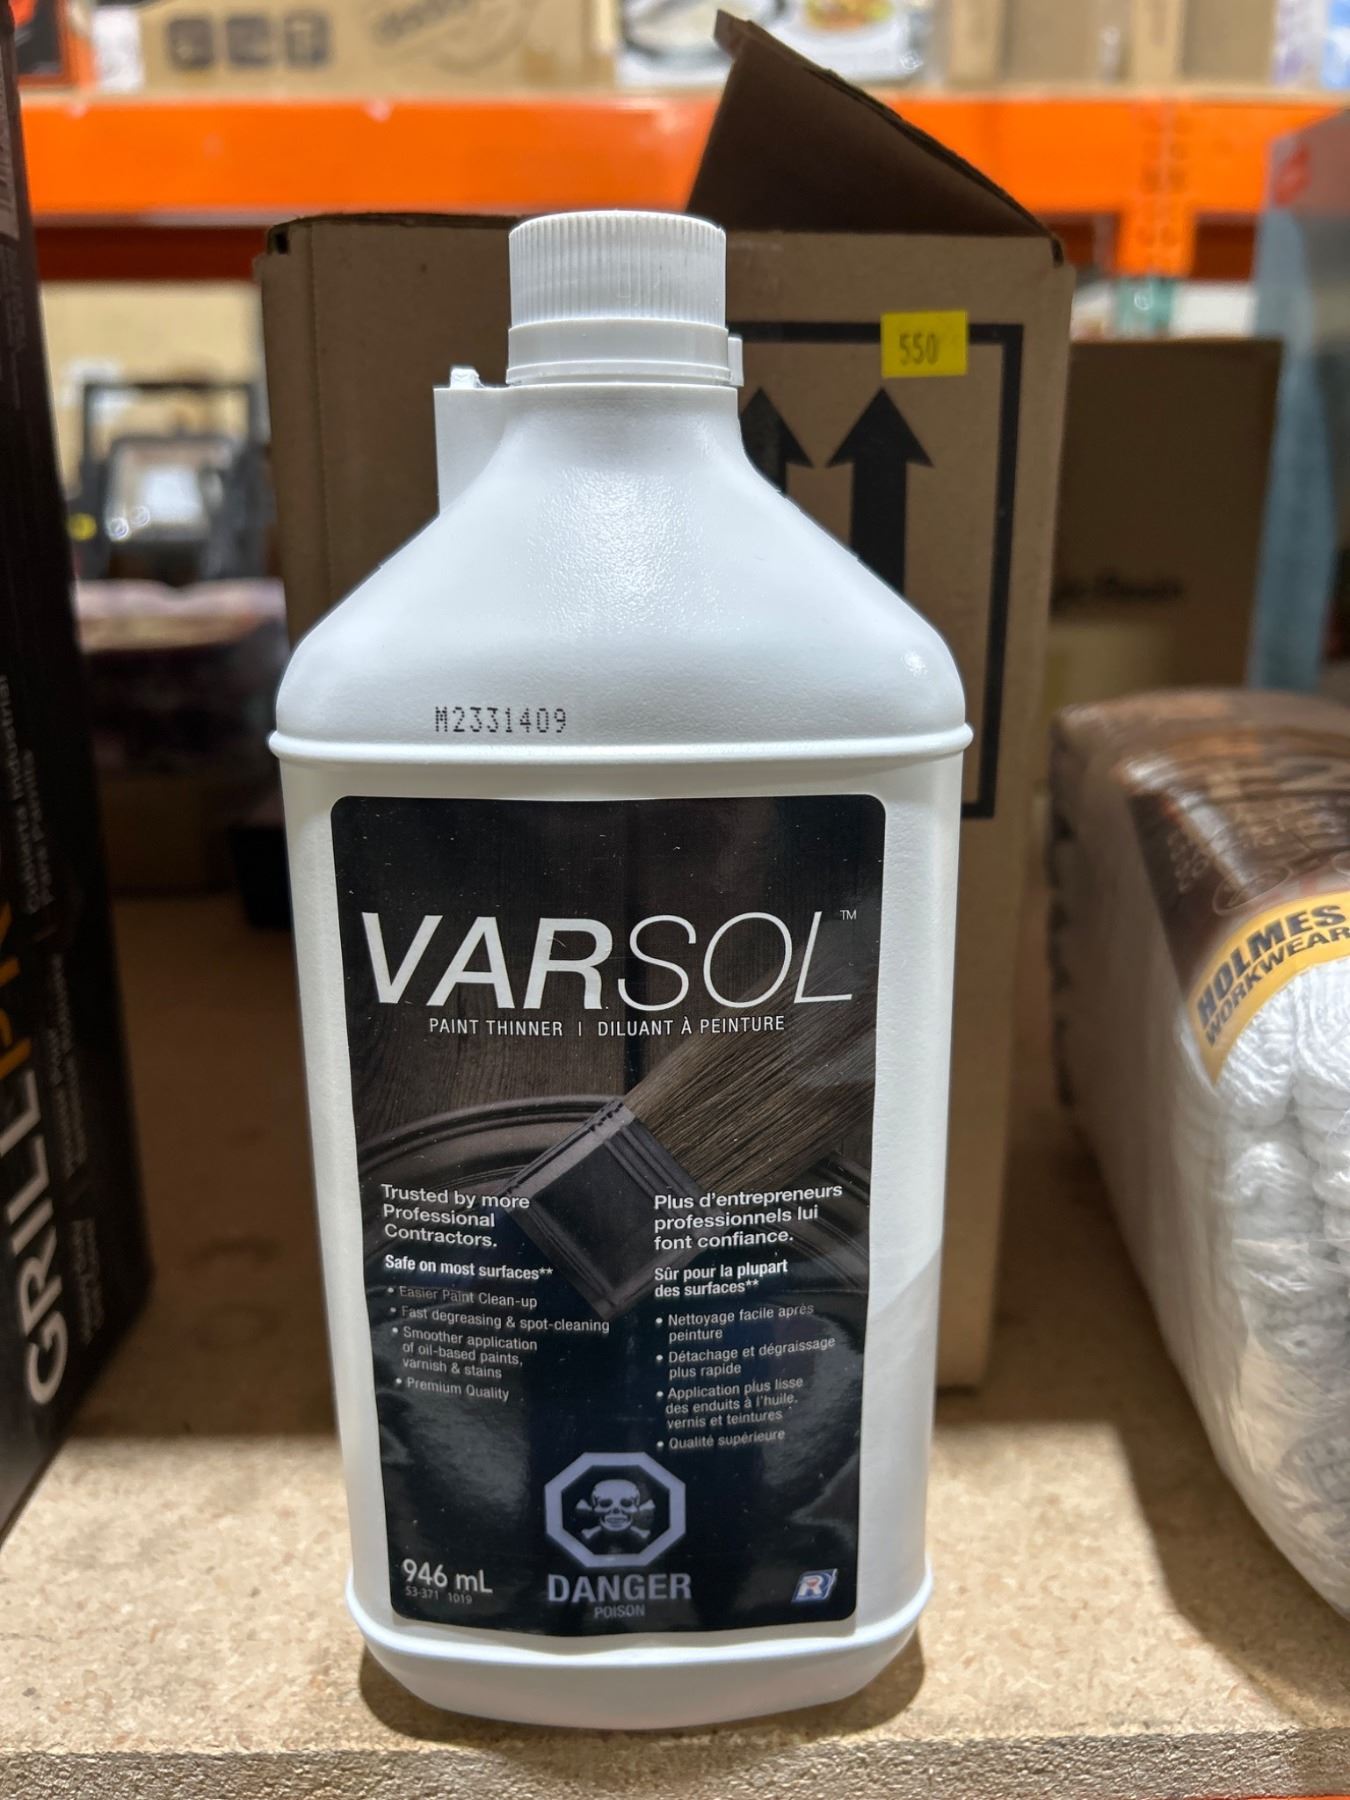 550
M2331409
VARSOL™
PAINT THINNER | DILUANT À PEINTURE
Trusted by more
Professional
Contractors.
Safe on most surfaces**
• Easier Paint Clean-up
• Fast degreasing & spot-cleaning
• Smoother application
of oil-based paints,
varnish & stains
• Premium Quality
Plus d'entrepreneurs
professionnels lui
font confiance.
Sûr pour la plupart
des surfaces**
• Nettoyage facile après
peinture
• Détachage et dégraissage
plus rapide
• Application plus lisse
des enduits à l'huile,
vernis et teintures
• Qualité supérieure
946 mL
53-371 1019
DANGER
POISON
R
HOLMES
WORKWEAR
GRILL